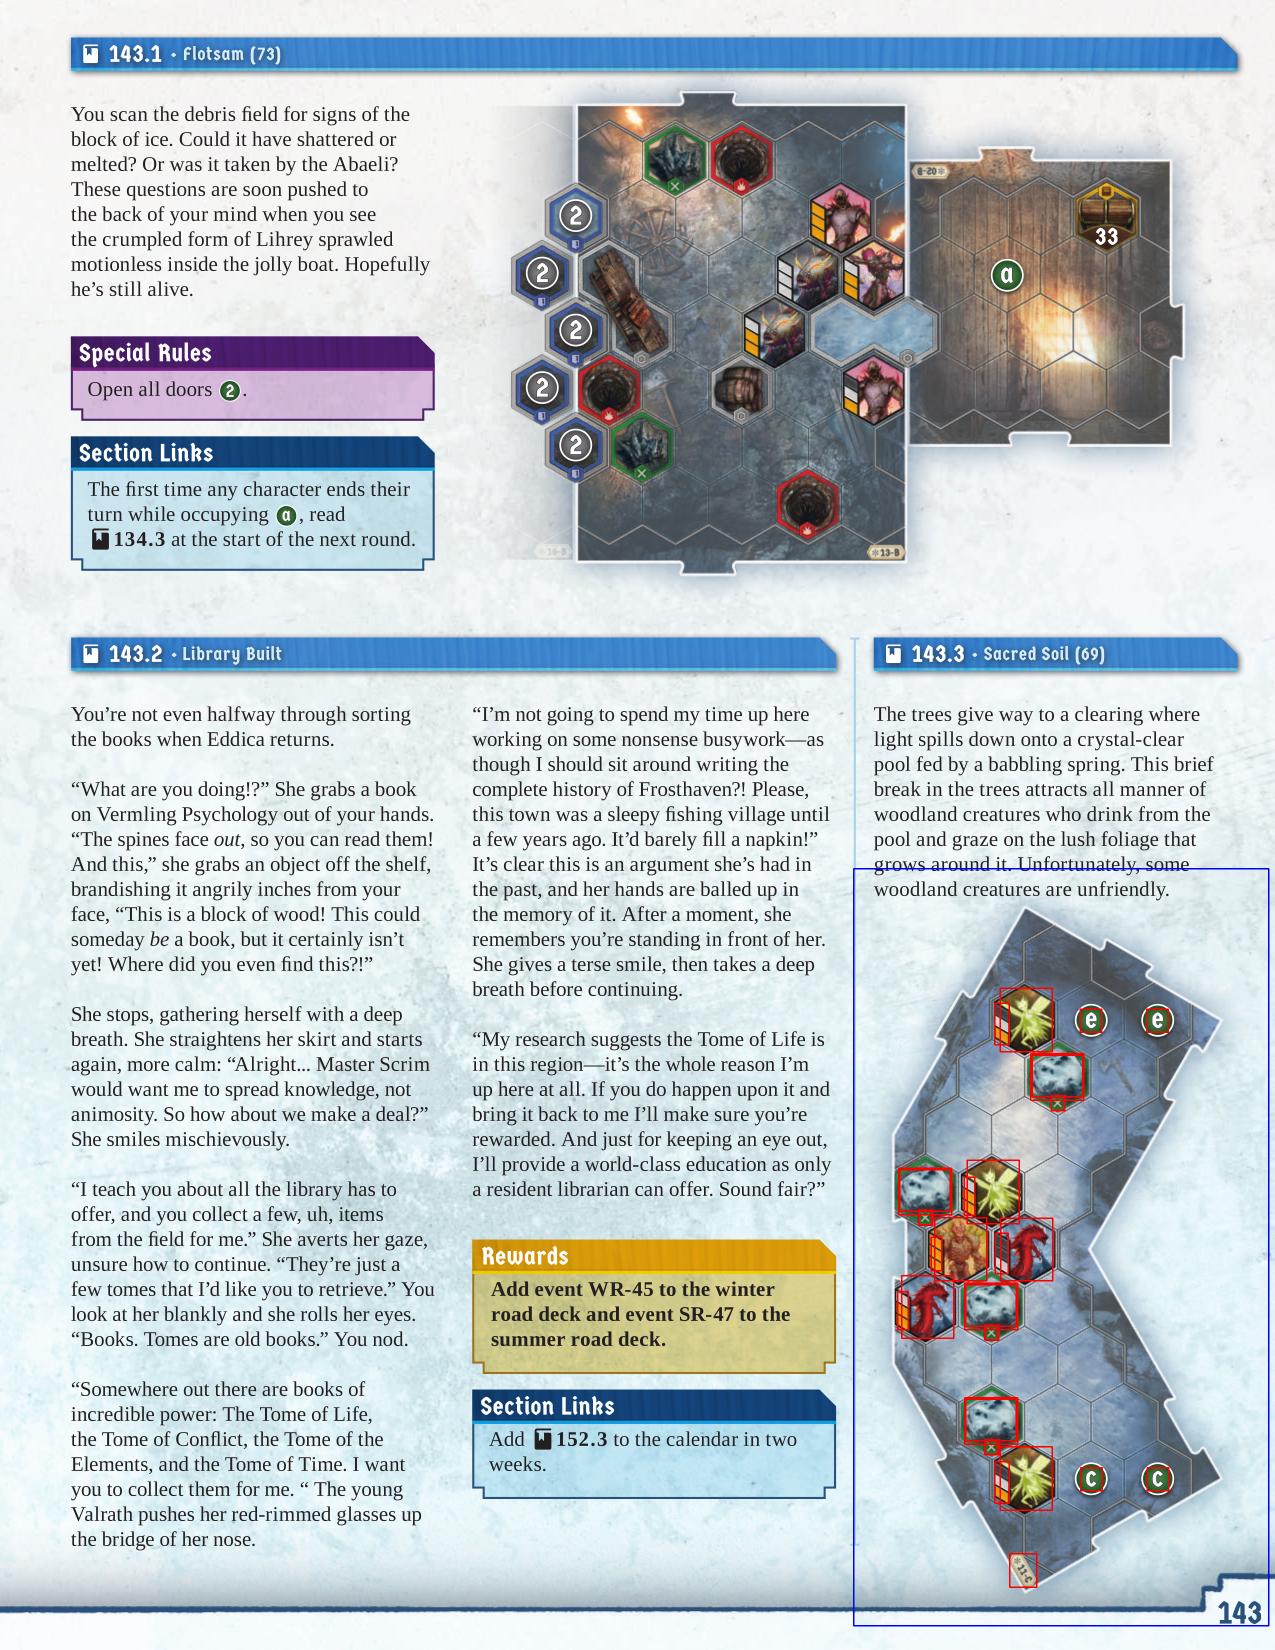 143.1 • Flotsam (73)
You scan the debris field for signs of the
block of ice. Could it have shattered or
melted? Or was it taken by the Abaeli?
These questions are soon pushed to
the back of your mind when you see
the crumpled form of Lihrey sprawled
motionless inside the jolly boat. Hopefully
he’s still alive.
Special Rules
Open all doors 2.
Section Links
The first time any character ends their
turn while occupying a, read
134.3 at the start of the next round.
2
2
2
2
2
33
a
16-B
13-B
8-20
143.2 • Library Built
You’re not even halfway through sorting
the books when Eddica returns.
“What are you doing!?” She grabs a book
on Vermling Psychology out of your hands.
“The spines face out, so you can read them!
And this,” she grabs an object off the shelf,
brandishing it angrily inches from your
face, “This is a block of wood! This could
someday be a book, but it certainly isn’t
yet! Where did you even find this?!”
She stops, gathering herself with a deep
breath. She straightens her skirt and starts
again, more calm: “Alright... Master Scrim
would want me to spread knowledge, not
animosity. So how about we make a deal?”
She smiles mischievously.
“I teach you about all the library has to
offer, and you collect a few, uh, items
from the field for me.” She averts her gaze,
unsure how to continue. “They’re just a
few tomes that I’d like you to retrieve.” You
look at her blankly and she rolls her eyes.
“Books. Tomes are old books.” You nod.
“Somewhere out there are books of
incredible power: The Tome of Life,
the Tome of Conflict, the Tome of the
Elements, and the Tome of Time. I want
you to collect them for me. “ The young
Valrath pushes her red-rimmed glasses up
the bridge of her nose.
“I’m not going to spend my time up here
working on some nonsense busywork—as
though I should sit around writing the
complete history of Frosthaven?! Please,
this town was a sleepy fishing village until
a few years ago. It’d barely fill a napkin!”
It’s clear this is an argument she’s had in
the past, and her hands are balled up in
the memory of it. After a moment, she
remembers you’re standing in front of her.
She gives a terse smile, then takes a deep
breath before continuing.
“My research suggests the Tome of Life is
in this region—it’s the whole reason I’m
up here at all. If you do happen upon it and
bring it back to me I’ll make sure you’re
rewarded. And just for keeping an eye out,
I’ll provide a world-class education as only
a resident librarian can offer. Sound fair?”
Rewards
Add event WR-45 to the winter
road deck and event SR-47 to the
summer road deck.
Section Links
Add 152.3 to the calendar in two
weeks.
143.3 • Sacred Soil (69)
The trees give way to a clearing where
light spills down onto a crystal-clear
pool fed by a babbling spring. This brief
break in the trees attracts all manner of
woodland creatures who drink from the
pool and graze on the lush foliage that
grows around it. Unfortunately, some
woodland creatures are unfriendly.
e e
c c
11-C
143